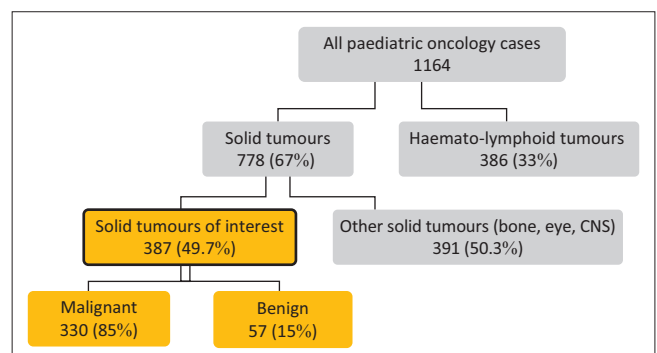 All paediatric oncology cases
1164
Solid tumours
778 (67%)
Haemato-lymphoid tumours
386 (33%)
Solid tumours of interest
387 (49.7%)
Other solid tumours (bone, eye, CNS)
391 (50.3%)
Malignant
330 (85%)
Benign
57 (15%)